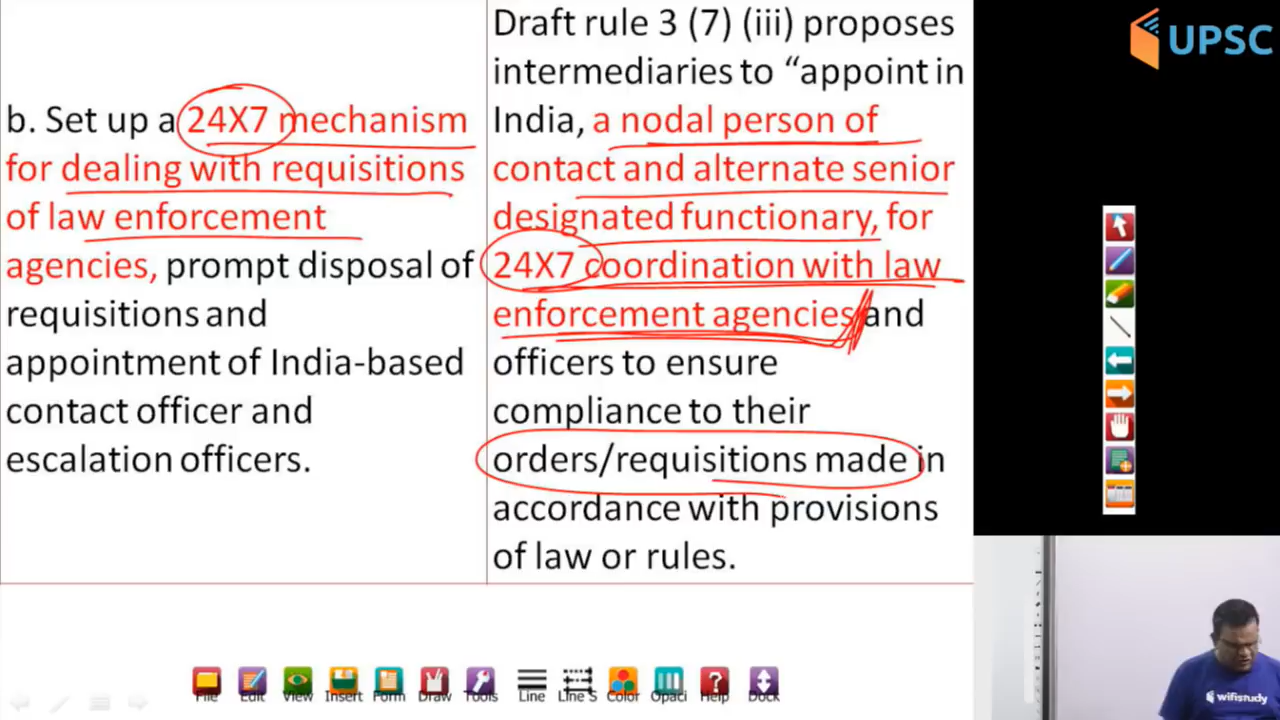 b. Set up a 24X7 mechanism
for dealing with requisitions
of law enforcement
agencies, prompt disposal of
requisitions and
appointment of India-based
contact officer and
escalation officers.
Draft rule 3 (7) (iii) proposes
intermediaries to “appoint in
India, a nodal person of
contact and alternate senior
designated functionary, for
24X7 coordination with law
enforcement agencies and
officers to ensure
compliance to their
orders/requisitions made in
accordance with provisions
of law or rules.
UPSC
File Edit View Insert Form Draw Tools Line Line S Color Opaci Help Dock
wifistudy